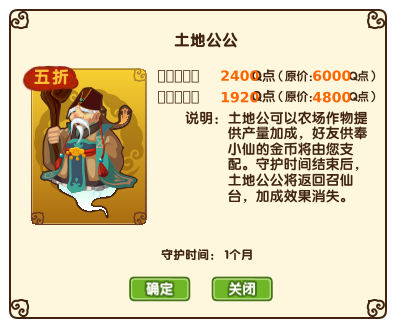 土地公公
五折
□□□□□ 2400Q点(原价:6000Q点)
□□□□□ 1920Q点(原价:4800Q点)
说明: 土地公可以农场作物提
供产量加成，好友供奉
小仙的金币将由您支
配。守护时间结束后，
土地公公将返回召仙
台，加成效果消失。
守护时间: 1个月
确定
关闭